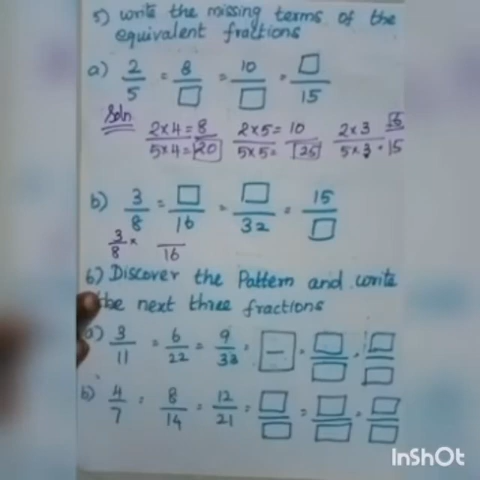 5) write the missing terms of the
equivalent fractions
a) 2/5 = 8/□ = 10/□ = □/15
Soln 2×4=8/5×4=20 2×5=10/5×5=25 2×3 6/5×3=15
b) 3/8 = □/16 = □/32 = 15/□
3/8 × /16
6) Discover the Pattern and write
the next three fractions
a) 3/11 = 6/22 = 9/33 = □ = □/□ = □/□
b) 4/7 = 8/14 = 12/21 = □/□ = □/□ = □/□
InShOt